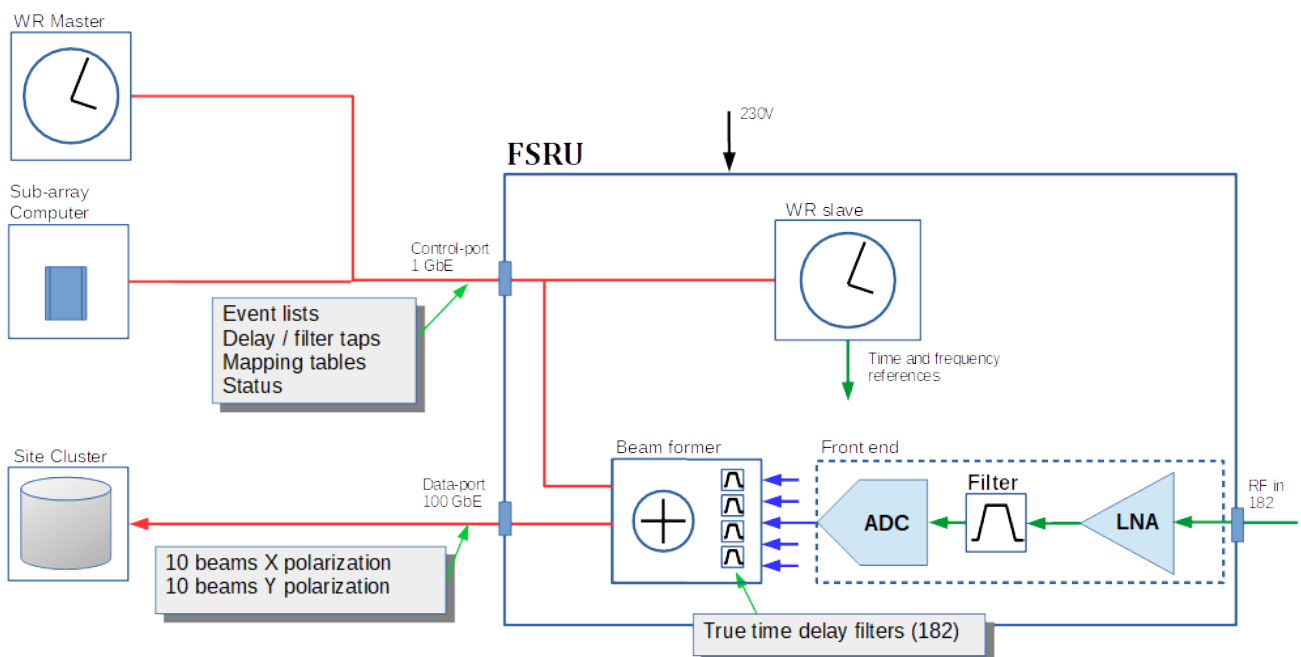 WR Master
230V
FSRU
Sub-array
Computer
WR slave
Control-port
1 GbE
Event lists
Delay / filter taps
Mapping tables
Status
Time and frequency
references
Site Cluster
Data-port
100 GbE
Beam former
Front end
Filter
ADC
LNA
RF in
182
10 beams X polarization
10 beams Y polarization
True time delay filters (182)